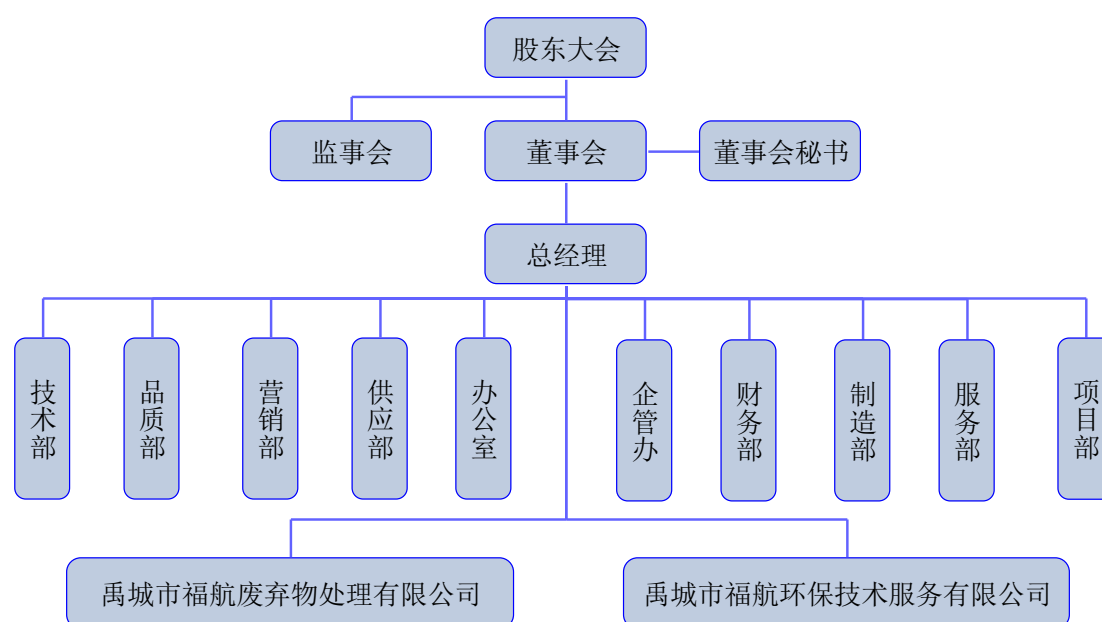 股东大会
监事会
董事会
董事会秘书
总经理
技术部
品质部
营销部
供应部
办公室
企管办
财务部
制造部
服务部
项目部
禹城市福航废弃物处理有限公司
禹城市福航环保技术服务有限公司